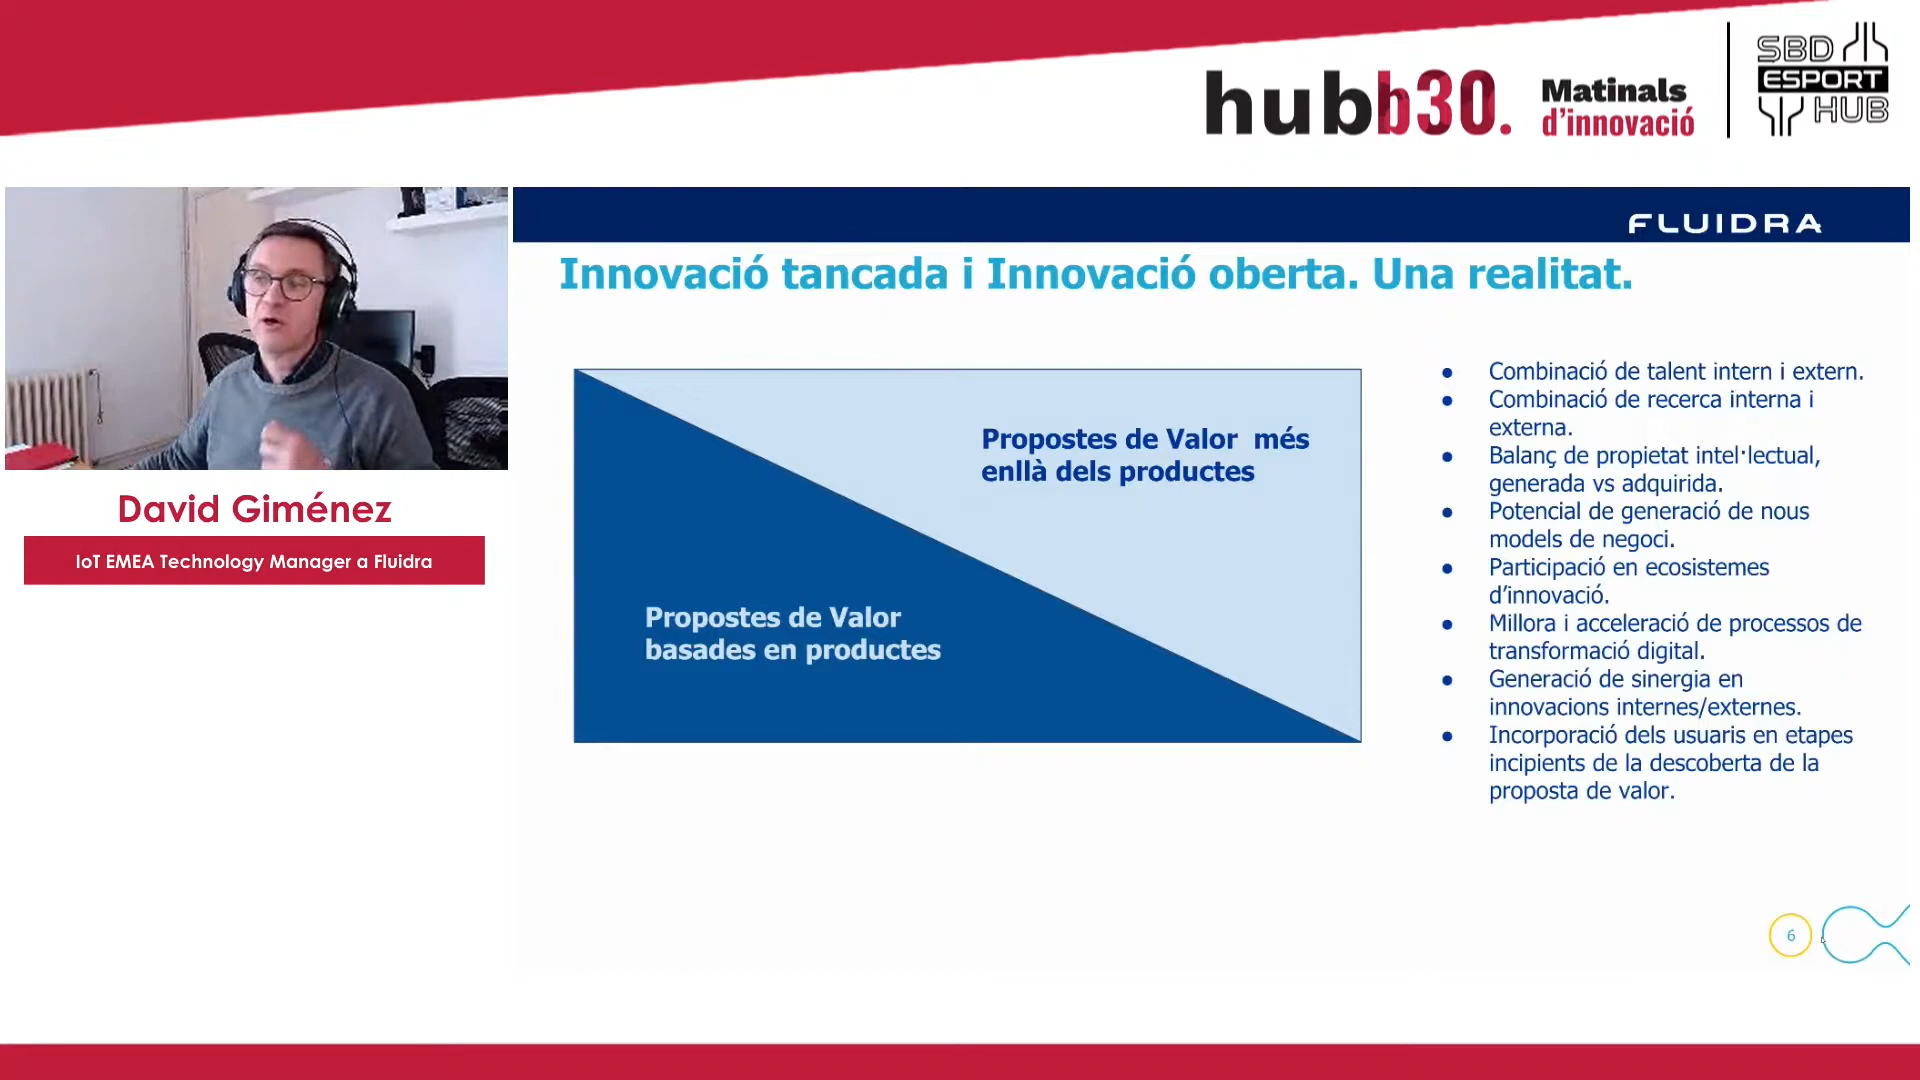 hubb30.
Matinals
d'innovació
SBD
ESPORT
HUB
FLUIDRA
Innovació tancada i Innovació oberta. Una realitat.
David Giménez
IoT EMEA Technology Manager a Fluidra
Propostes de Valor més
enllà dels productes
Propostes de Valor
basades en productes
● Combinació de talent intern i extern.
● Combinació de recerca interna i
externa.
● Balanç de propietat intel·lectual,
generada vs adquirida.
● Potencial de generació de nous
models de negoci.
● Participació en ecosistemes
d’innovació.
● Millora i acceleració de processos de
transformació digital.
● Generació de sinergia en
innovacions internes/externes.
● Incorporació dels usuaris en etapes
incipients de la descoberta de la
proposta de valor.
6